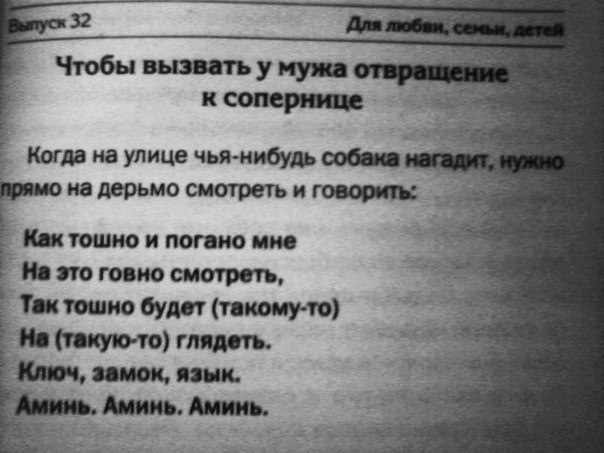 Выпуск 32
Для любви, семьи, детей
Чтобы вызвать у мужа отвращение
к сопернице
Когда на улице чья-нибудь собака нагадит, нужно
прямо на дерьмо смотреть и говорить:
Как тошно и погано мне
На это говно смотреть,
Так тошно будет (такому-то)
На (такую-то) глядеть.
Ключ, замок, язык.
Аминь. Аминь. Аминь.